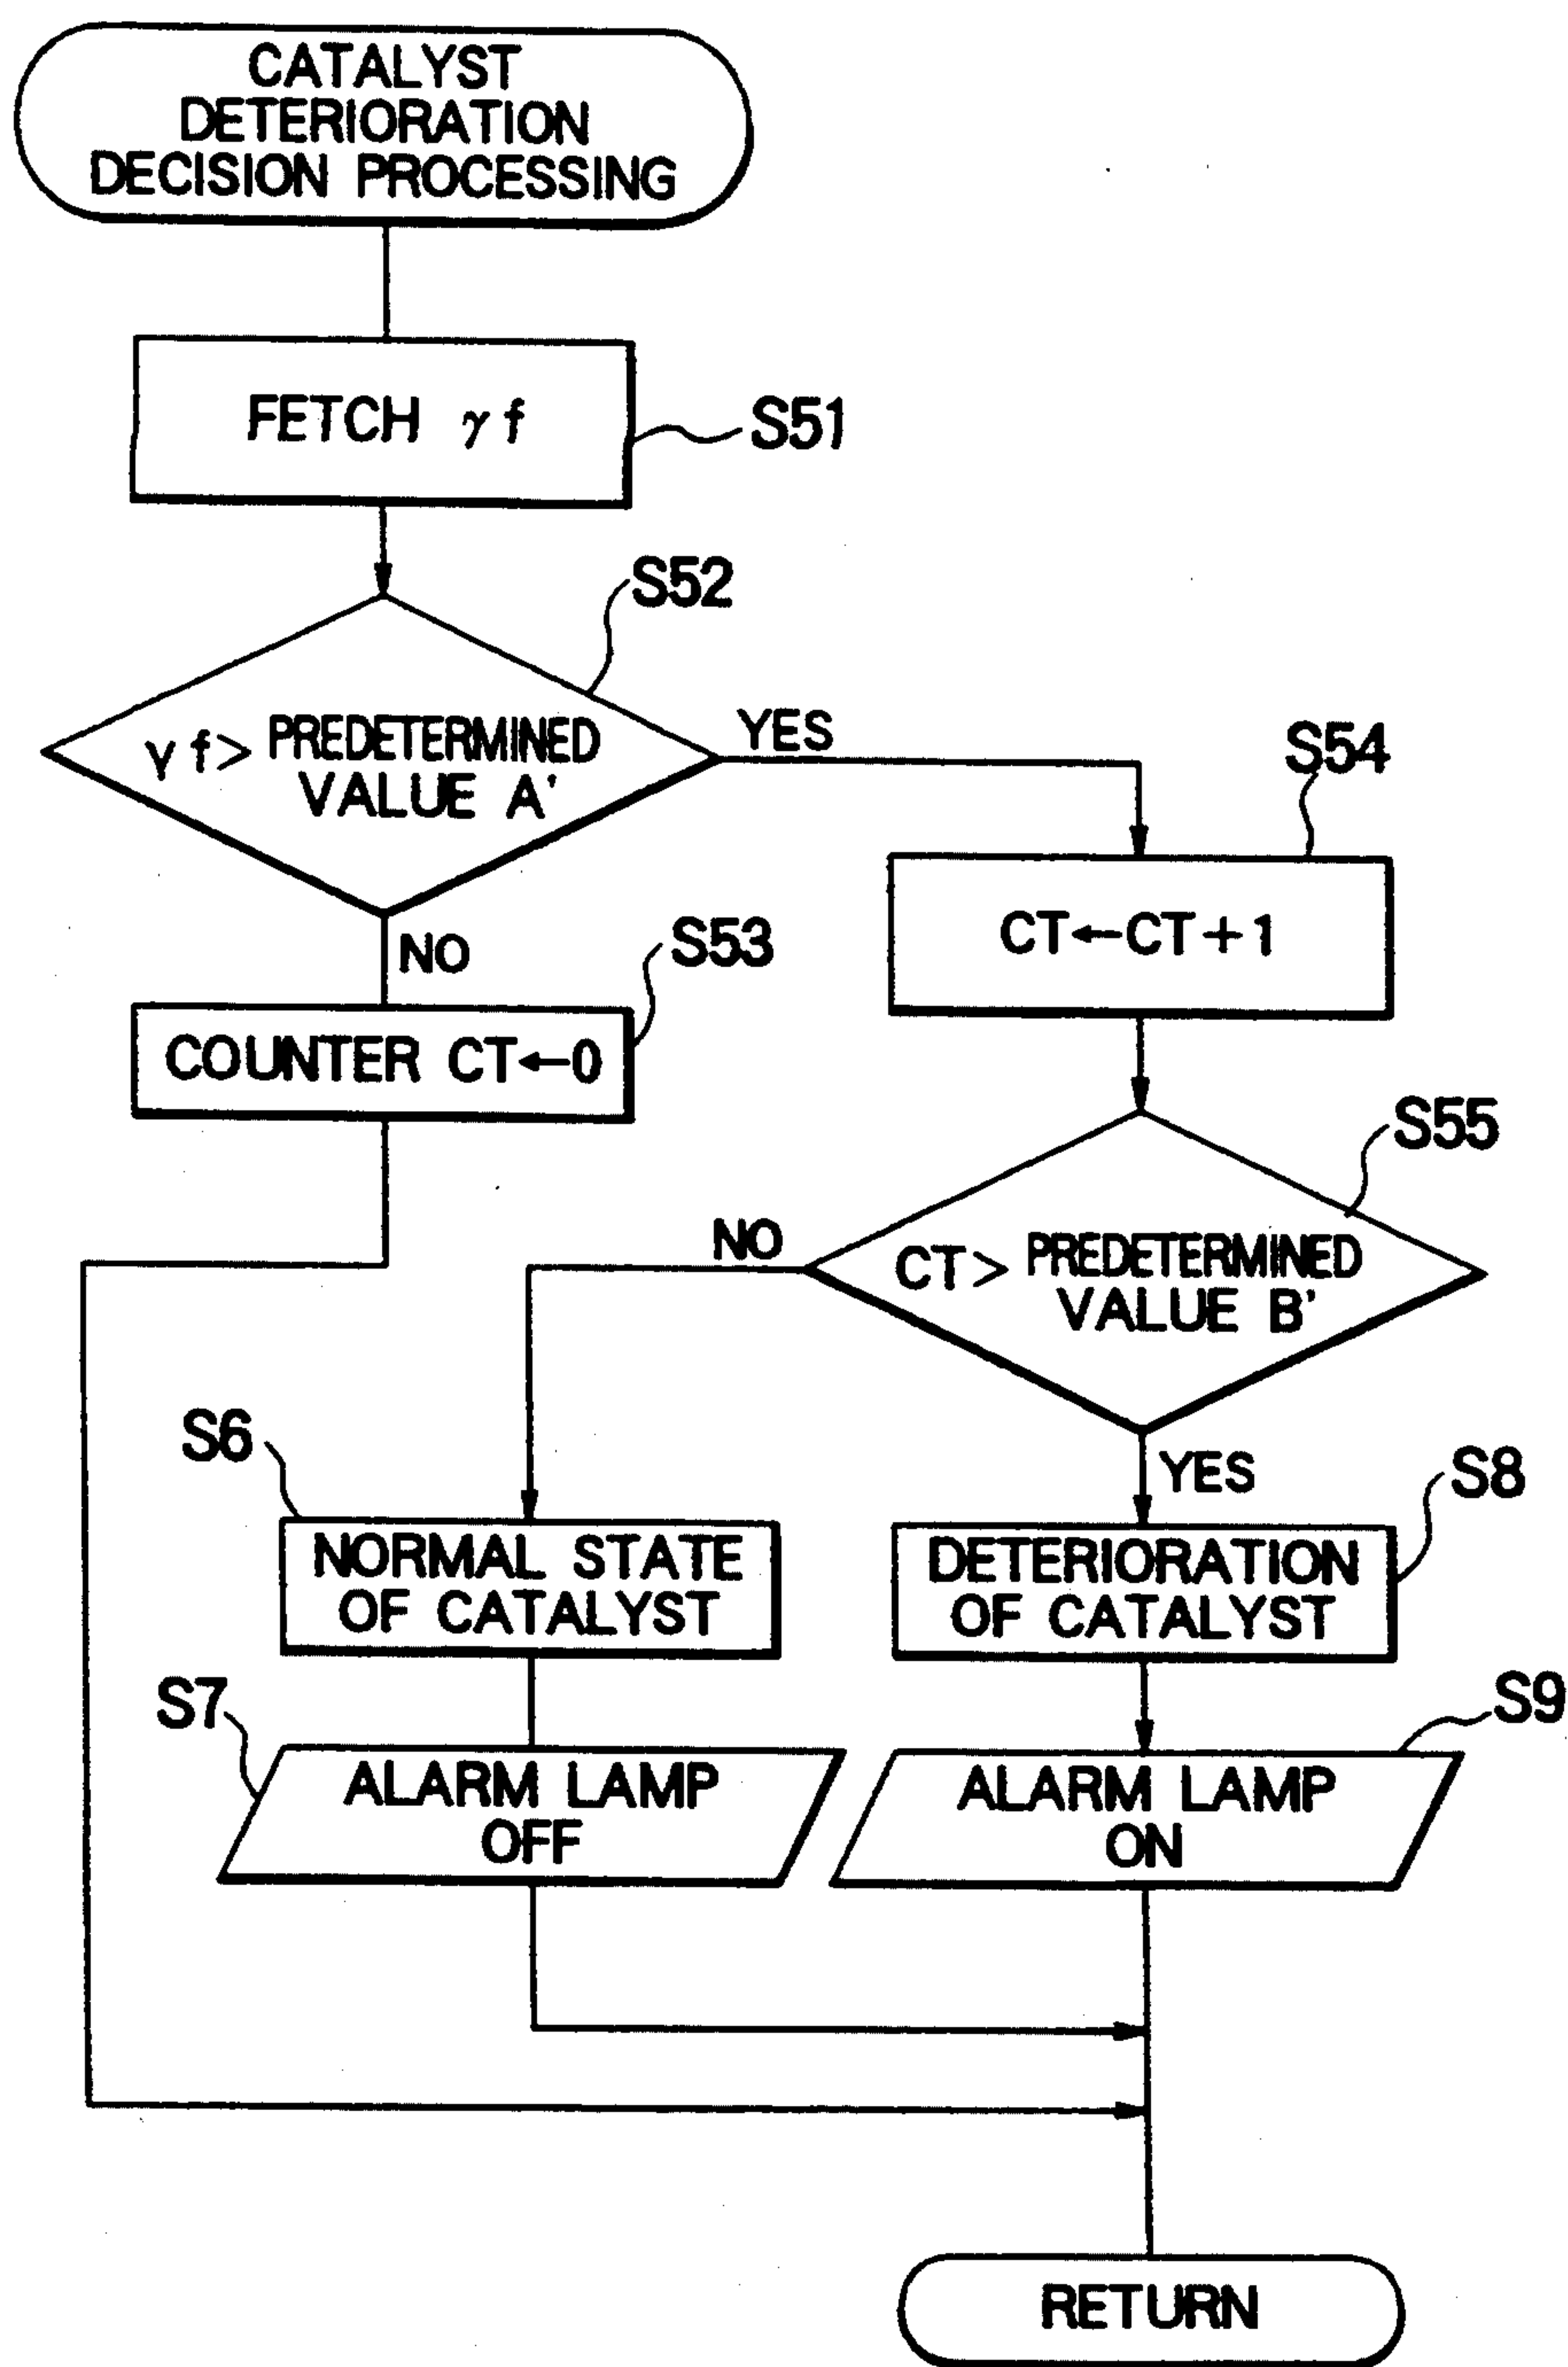 CATALYST
DETERIORATION
DECISION PROCESSING
FETCH γf
S51
S52
γf> PREDETERMINED
VALUE A'
YES
NO
S53
COUNTER CT←0
S54
CT←CT+1
S55
CT> PREDETERMINED
VALUE B'
NO
YES
S6
NORMAL STATE
OF CATALYST
S7
ALARM LAMP
OFF
S8
DETERIORATION
OF CATALYST
S9
ALARM LAMP
ON
RETURN